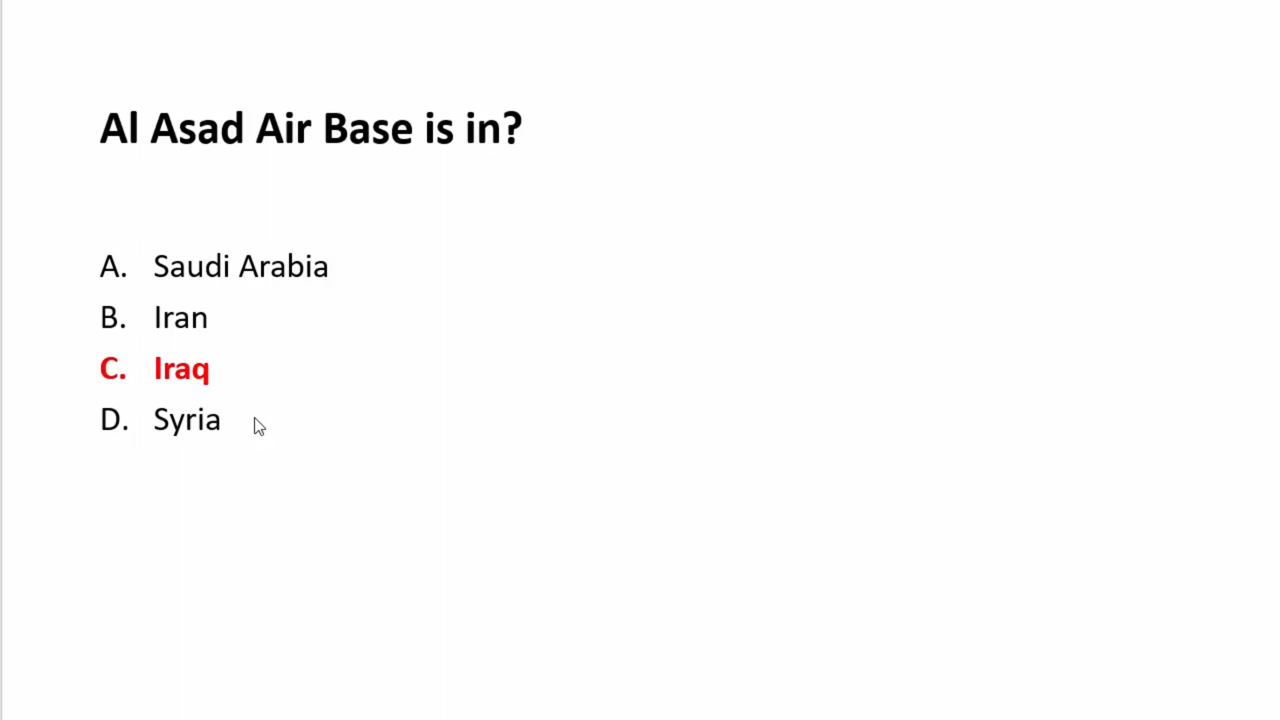 Al Asad Air Base is in?
A. Saudi Arabia
B. Iran
C. Iraq
D. Syria